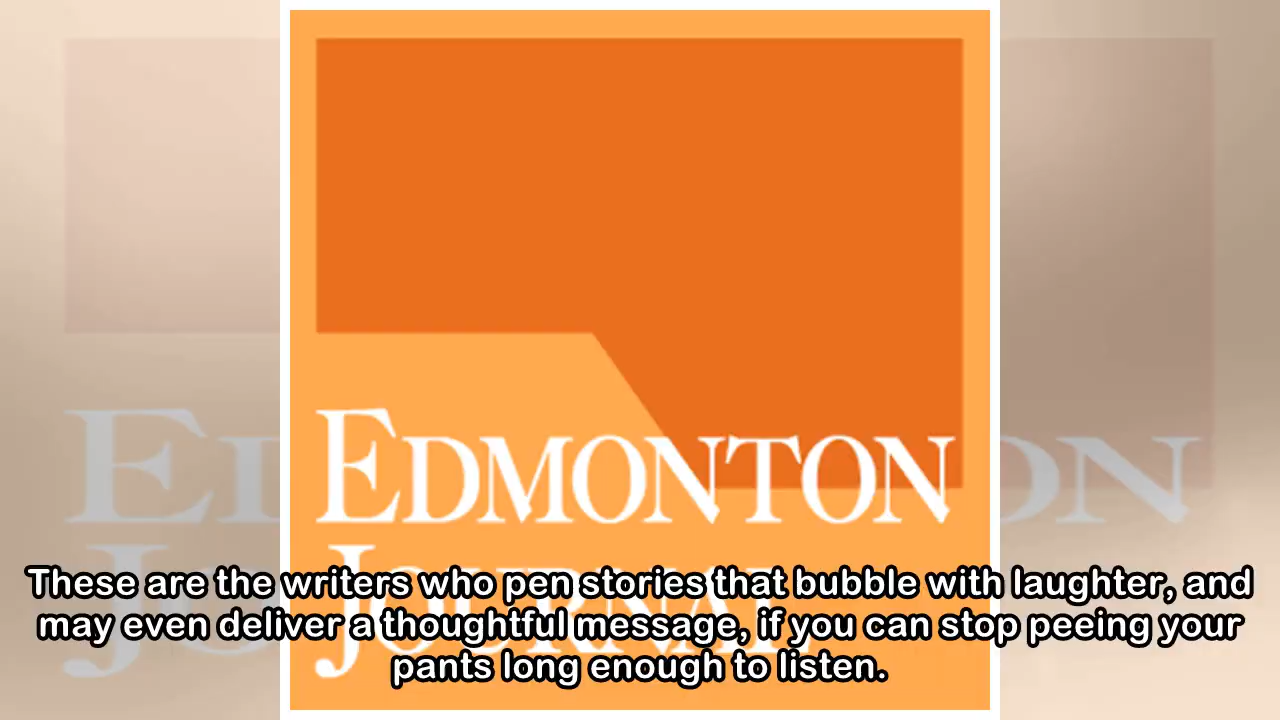 EDMONTON
JOURNAL
These are the writers who pen stories that bubble with laughter, and
may even deliver a thoughtful message, if you can stop peeing your
pants long enough to listen.